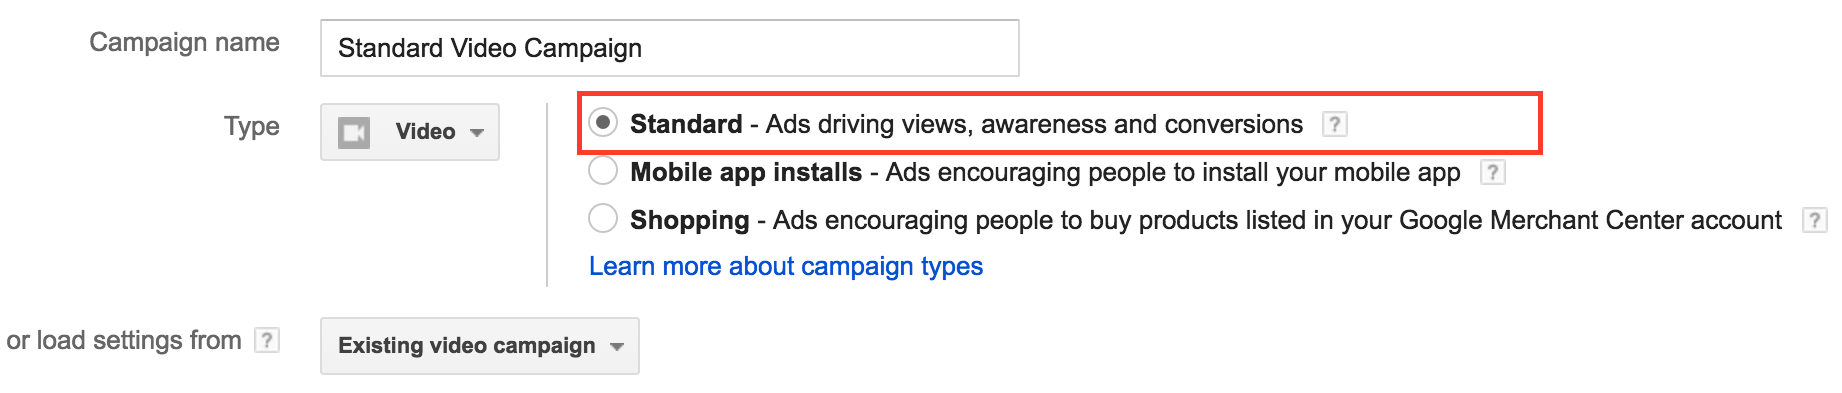 Campaign name
Standard Video Campaign
Type
Video
Standard - Ads driving views, awareness and conversions ?
Mobile app installs - Ads encouraging people to install your mobile app ?
Shopping - Ads encouraging people to buy products listed in your Google Merchant Center account ?
Learn more about campaign types
or load settings from ?
Existing video campaign